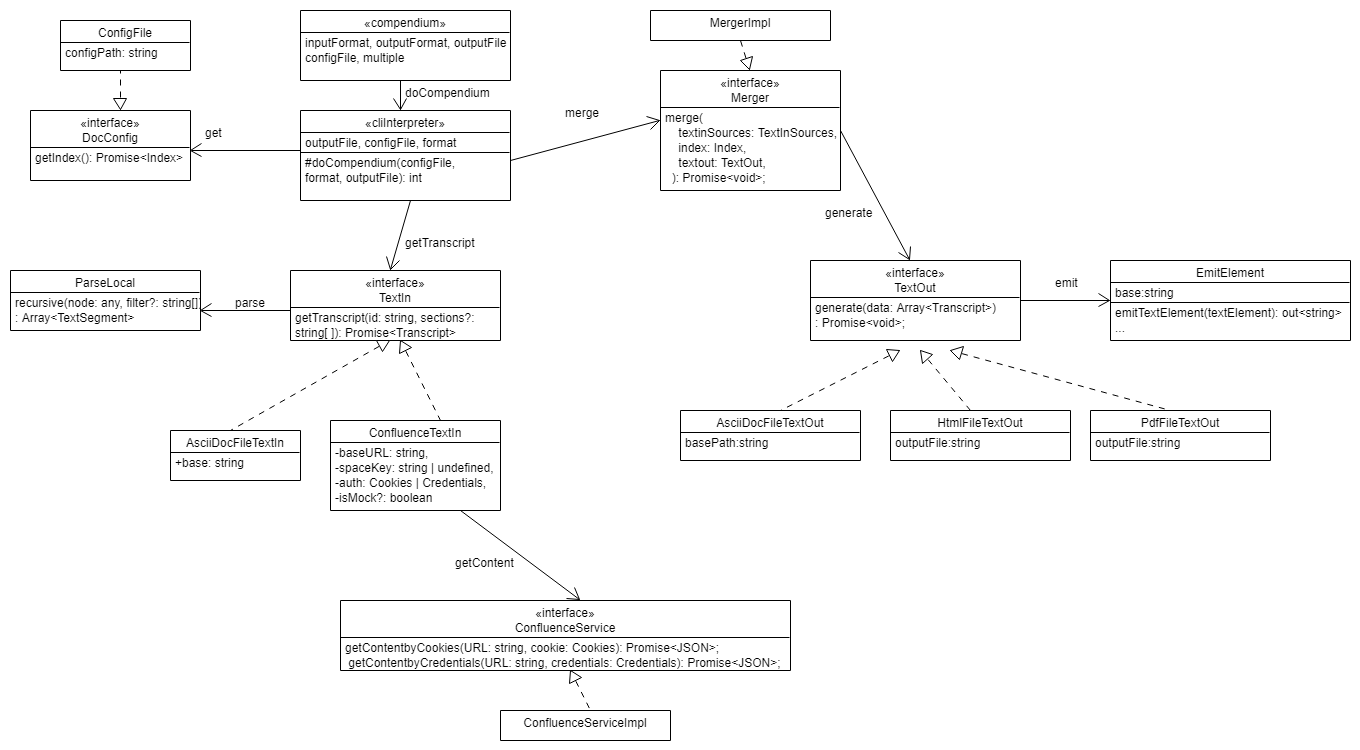 ConfigFile
configPath: string
«compendium»
inputFormat, outputFormat, outputFile
configFile, multiple
MergerImpl
doCompendium
«interface»
DocConfig
getIndex(): Promise<Index>
get
«cliInterpreter»
outputFile, configFile, format
#doCompendium(configFile,
format, outputFile): int
merge
«interface»
Merger
merge(
textinSources: TextInSources,
index: Index,
textout: TextOut,
): Promise<void>;
generate
getTranscript
ParseLocal
recursive(node: any, filter?: string[])
: Array<TextSegment>
parse
«interface»
TextIn
getTranscript(id: string, sections?:
string[ ]): Promise<Transcript>
«interface»
TextOut
generate(data: Array<Transcript>)
: Promise<void>;
emit
EmitElement
base:string
emitTextElement(textElement): out<string>
...
AsciiDocFileTextIn
+base: string
ConfluenceTextIn
-baseURL: string,
-spaceKey: string | undefined,
-auth: Cookies | Credentials,
-isMock?: boolean
AsciiDocFileTextOut
basePath:string
HtmlFileTextOut
outputFile:string
PdfFileTextOut
outputFile:string
getContent
«interface»
ConfluenceService
getContentbyCookies(URL: string, cookie: Cookies): Promise<JSON>;
getContentbyCredentials(URL: string, credentials: Credentials): Promise<JSON>;
ConfluenceServiceImpl